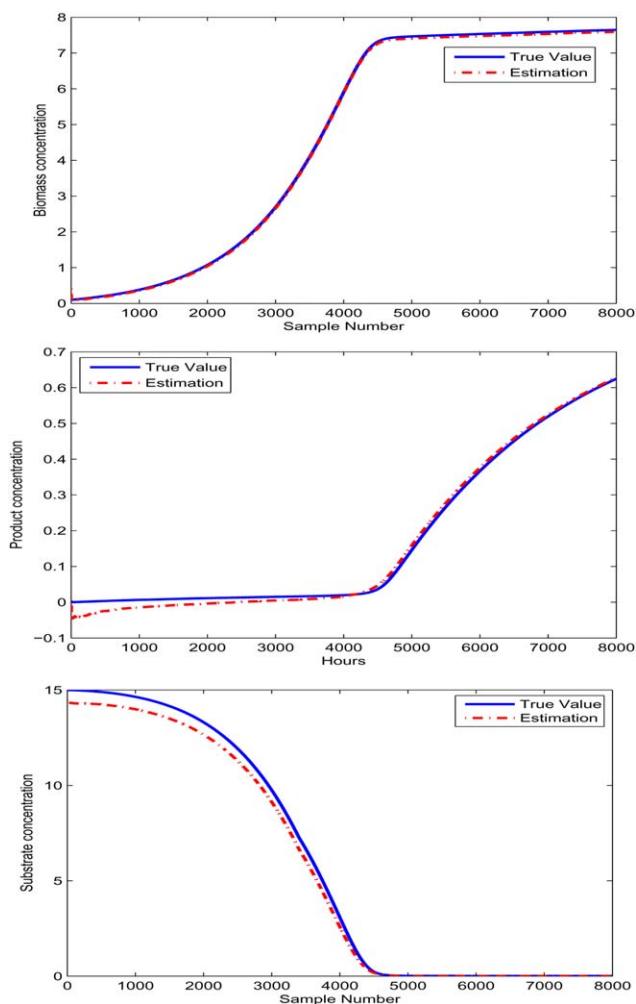 8
7
6
5
4
3
2
1
0
Biomass concentration
True Value
Estimation
0 1000 2000 3000 4000 5000 6000 7000 8000
Sample Number
0.7
0.6
0.5
0.4
0.3
0.2
0.1
0
−0.1
Product concentration
True Value
Estimation
0 1000 2000 3000 4000 5000 6000 7000 8000
Hours
15
10
5
0
Substrate concentration
True Value
Estimation
0 1000 2000 3000 4000 5000 6000 7000 8000
Sample Number